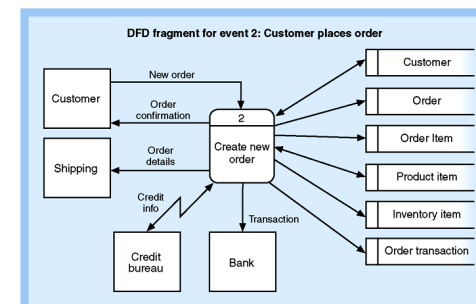 DFD fragment for event 2: Customer places order
New order
Customer
Order
confirmation
Shipping
Order
details
Credit
info
2
Create new
order
Transaction
Credit
bureau
Bank
Customer
Order
Order Item
Product item
Inventory item
Order transaction